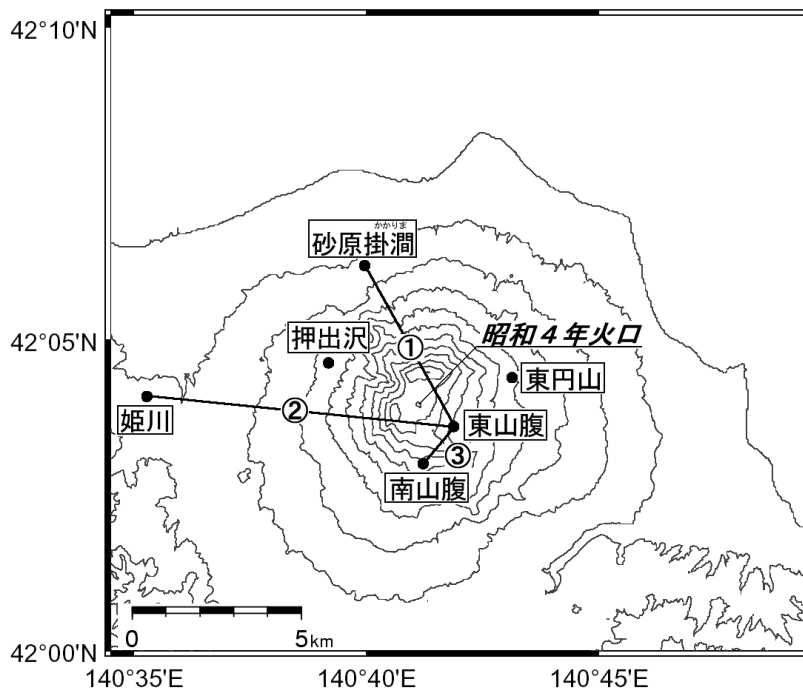 42°10'N
かかりま
砂原掛澗
42°05'N
押出沢
①
昭和４年火口
東円山
姫川
②
東山腹
③
南山腹
0
5km
42°00'N
140°35'E
140°40'E
140°45'E